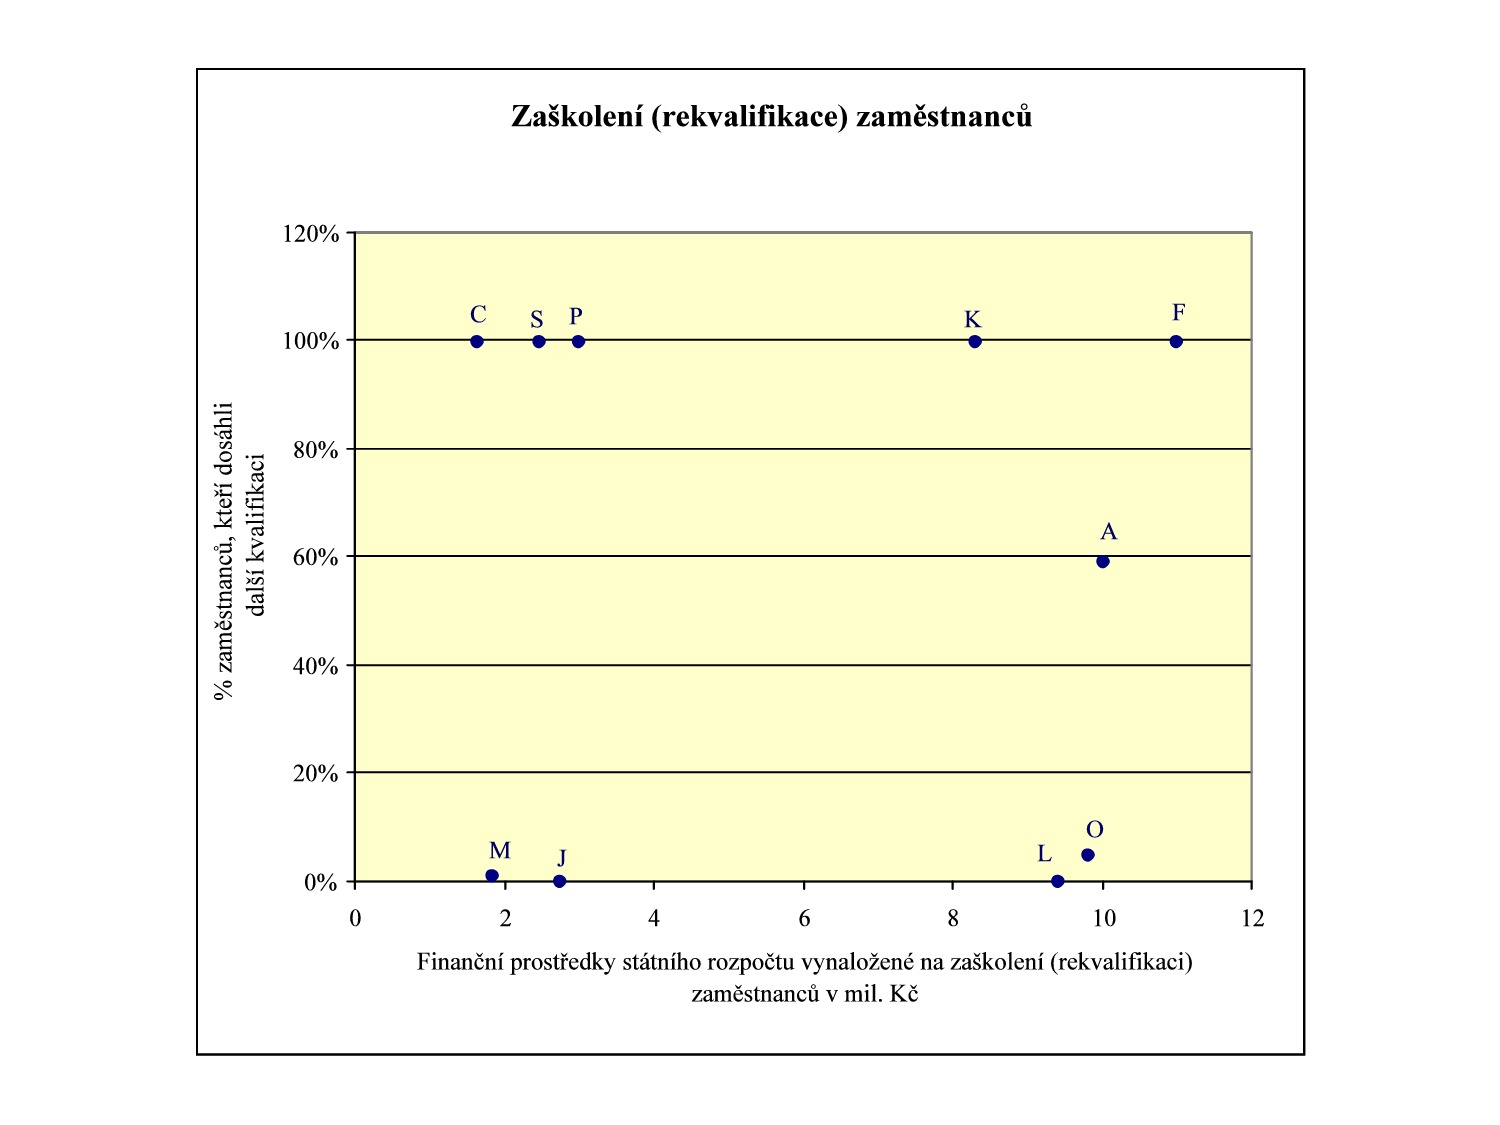 Zaškolení (rekvalifikace) zaměstnanců
120%
100%
80%
60%
40%
20%
0%
% zaměstnanců, kteří dosáhli
další kvalifikaci
C
S
P
K
F
A
O
L
M
J
0
2
4
6
8
10
12
Finanční prostředky státního rozpočtu vynaložené na zaškolení (rekvalifikaci)
zaměstnanců v mil. Kč